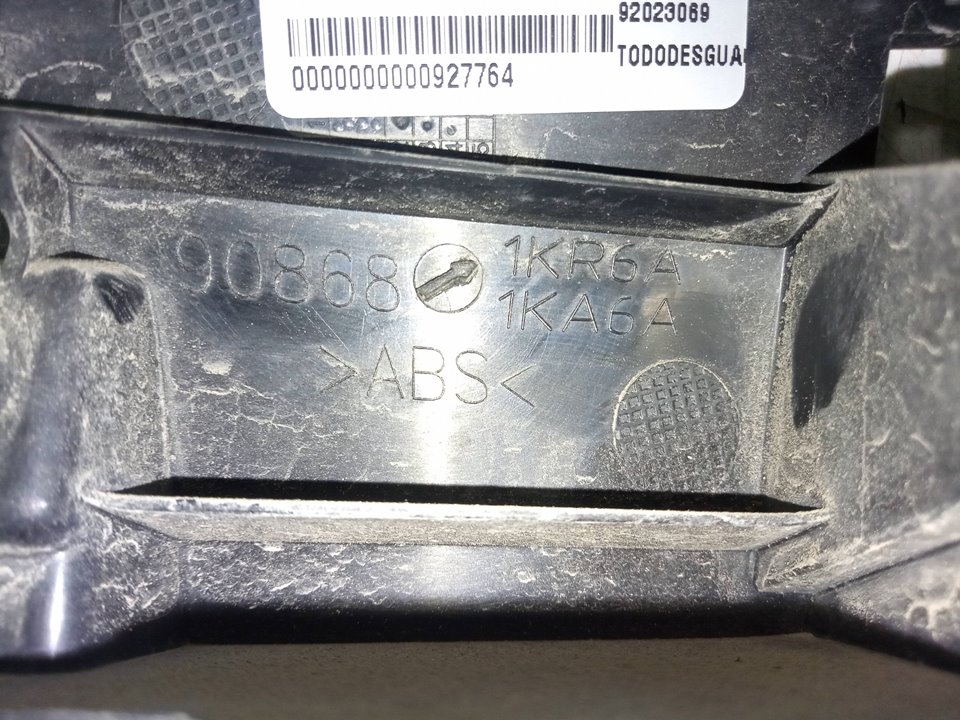 92023069
TODODESGUA
0000000000927764
90868 1KR6A
1KA6A
>ABS<